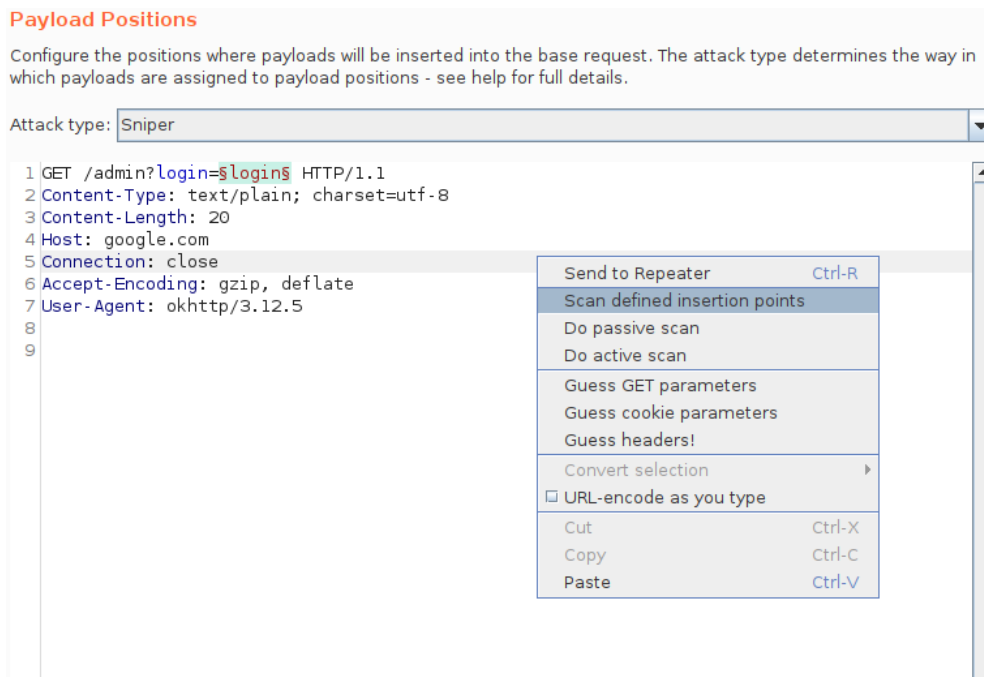 Payload Positions
Configure the positions where payloads will be inserted into the base request. The attack type determines the way in
which payloads are assigned to payload positions - see help for full details.
Attack type: Sniper
1 GET /admin?login=§login§ HTTP/1.1
2 Content-Type: text/plain; charset=utf-8
3 Content-Length: 20
4 Host: google.com
5 Connection: close
6 Accept-Encoding: gzip, deflate
7 User-Agent: okhttp/3.12.5
8
9
Send to Repeater Ctrl-R
Scan defined insertion points
Do passive scan
Do active scan
Guess GET parameters
Guess cookie parameters
Guess headers!
Convert selection
URL-encode as you type
Cut Ctrl-X
Copy Ctrl-C
Paste Ctrl-V